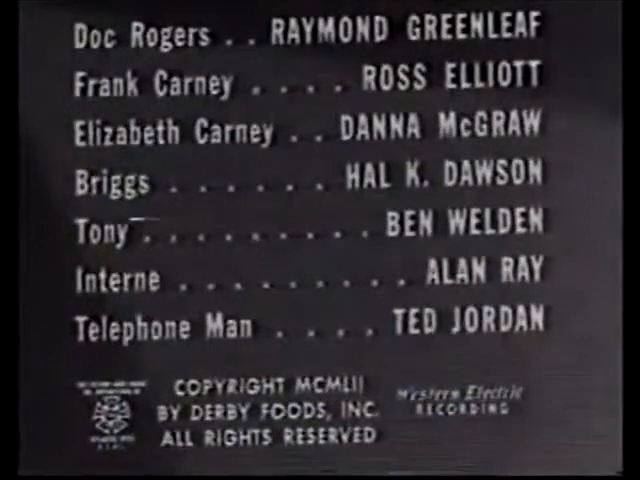 Doc Rogers . . RAYMOND GREENLEAF
Frank Carney . . . . ROSS ELLIOTT
Elizabeth Carney . . DANNA McGRAW
Briggs . . . . . . . HAL K. DAWSON
Tony . . . . . . . . . BEN WELDEN
Interne . . . . . . . . . ALAN RAY
Telephone Man . . . . TED JORDAN
COPYRIGHT MCMLII
BY DERBY FOODS, INC.
ALL RIGHTS RESERVED
Western Electric
RECORDING